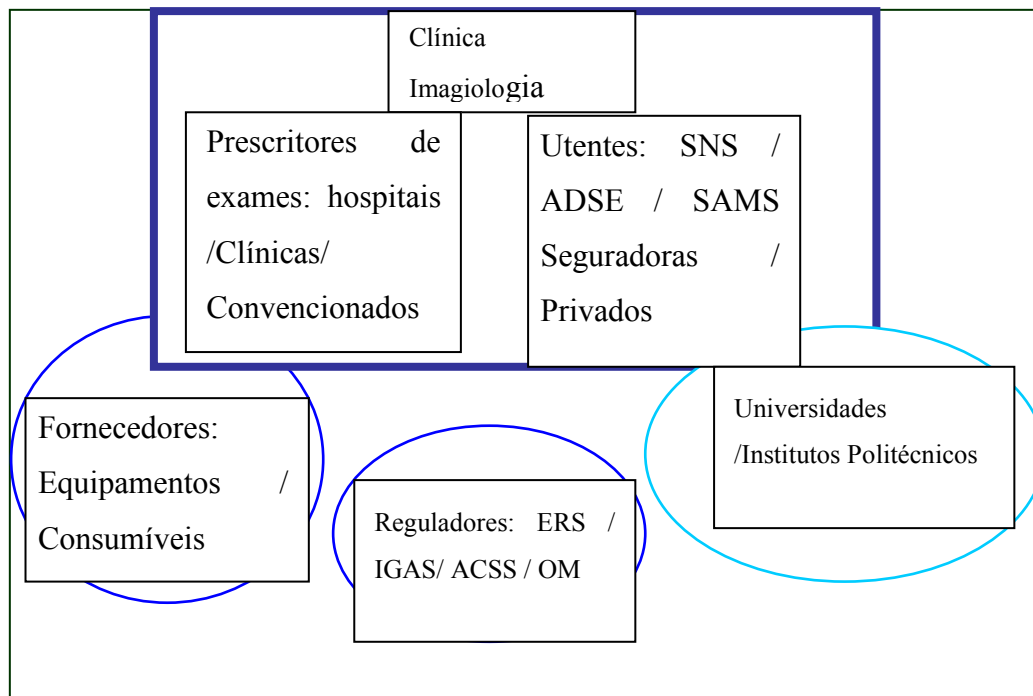 Clínica
Imagiologia
Prescritores de
exames: hospitais
/Clínicas/
Convencionados
Utentes: SNS /
ADSE / SAMS
Seguradoras /
Privados
Fornecedores:
Equipamentos /
Consumíveis
Reguladores: ERS /
IGAS/ ACSS / OM
Universidades
/Institutos Politécnicos